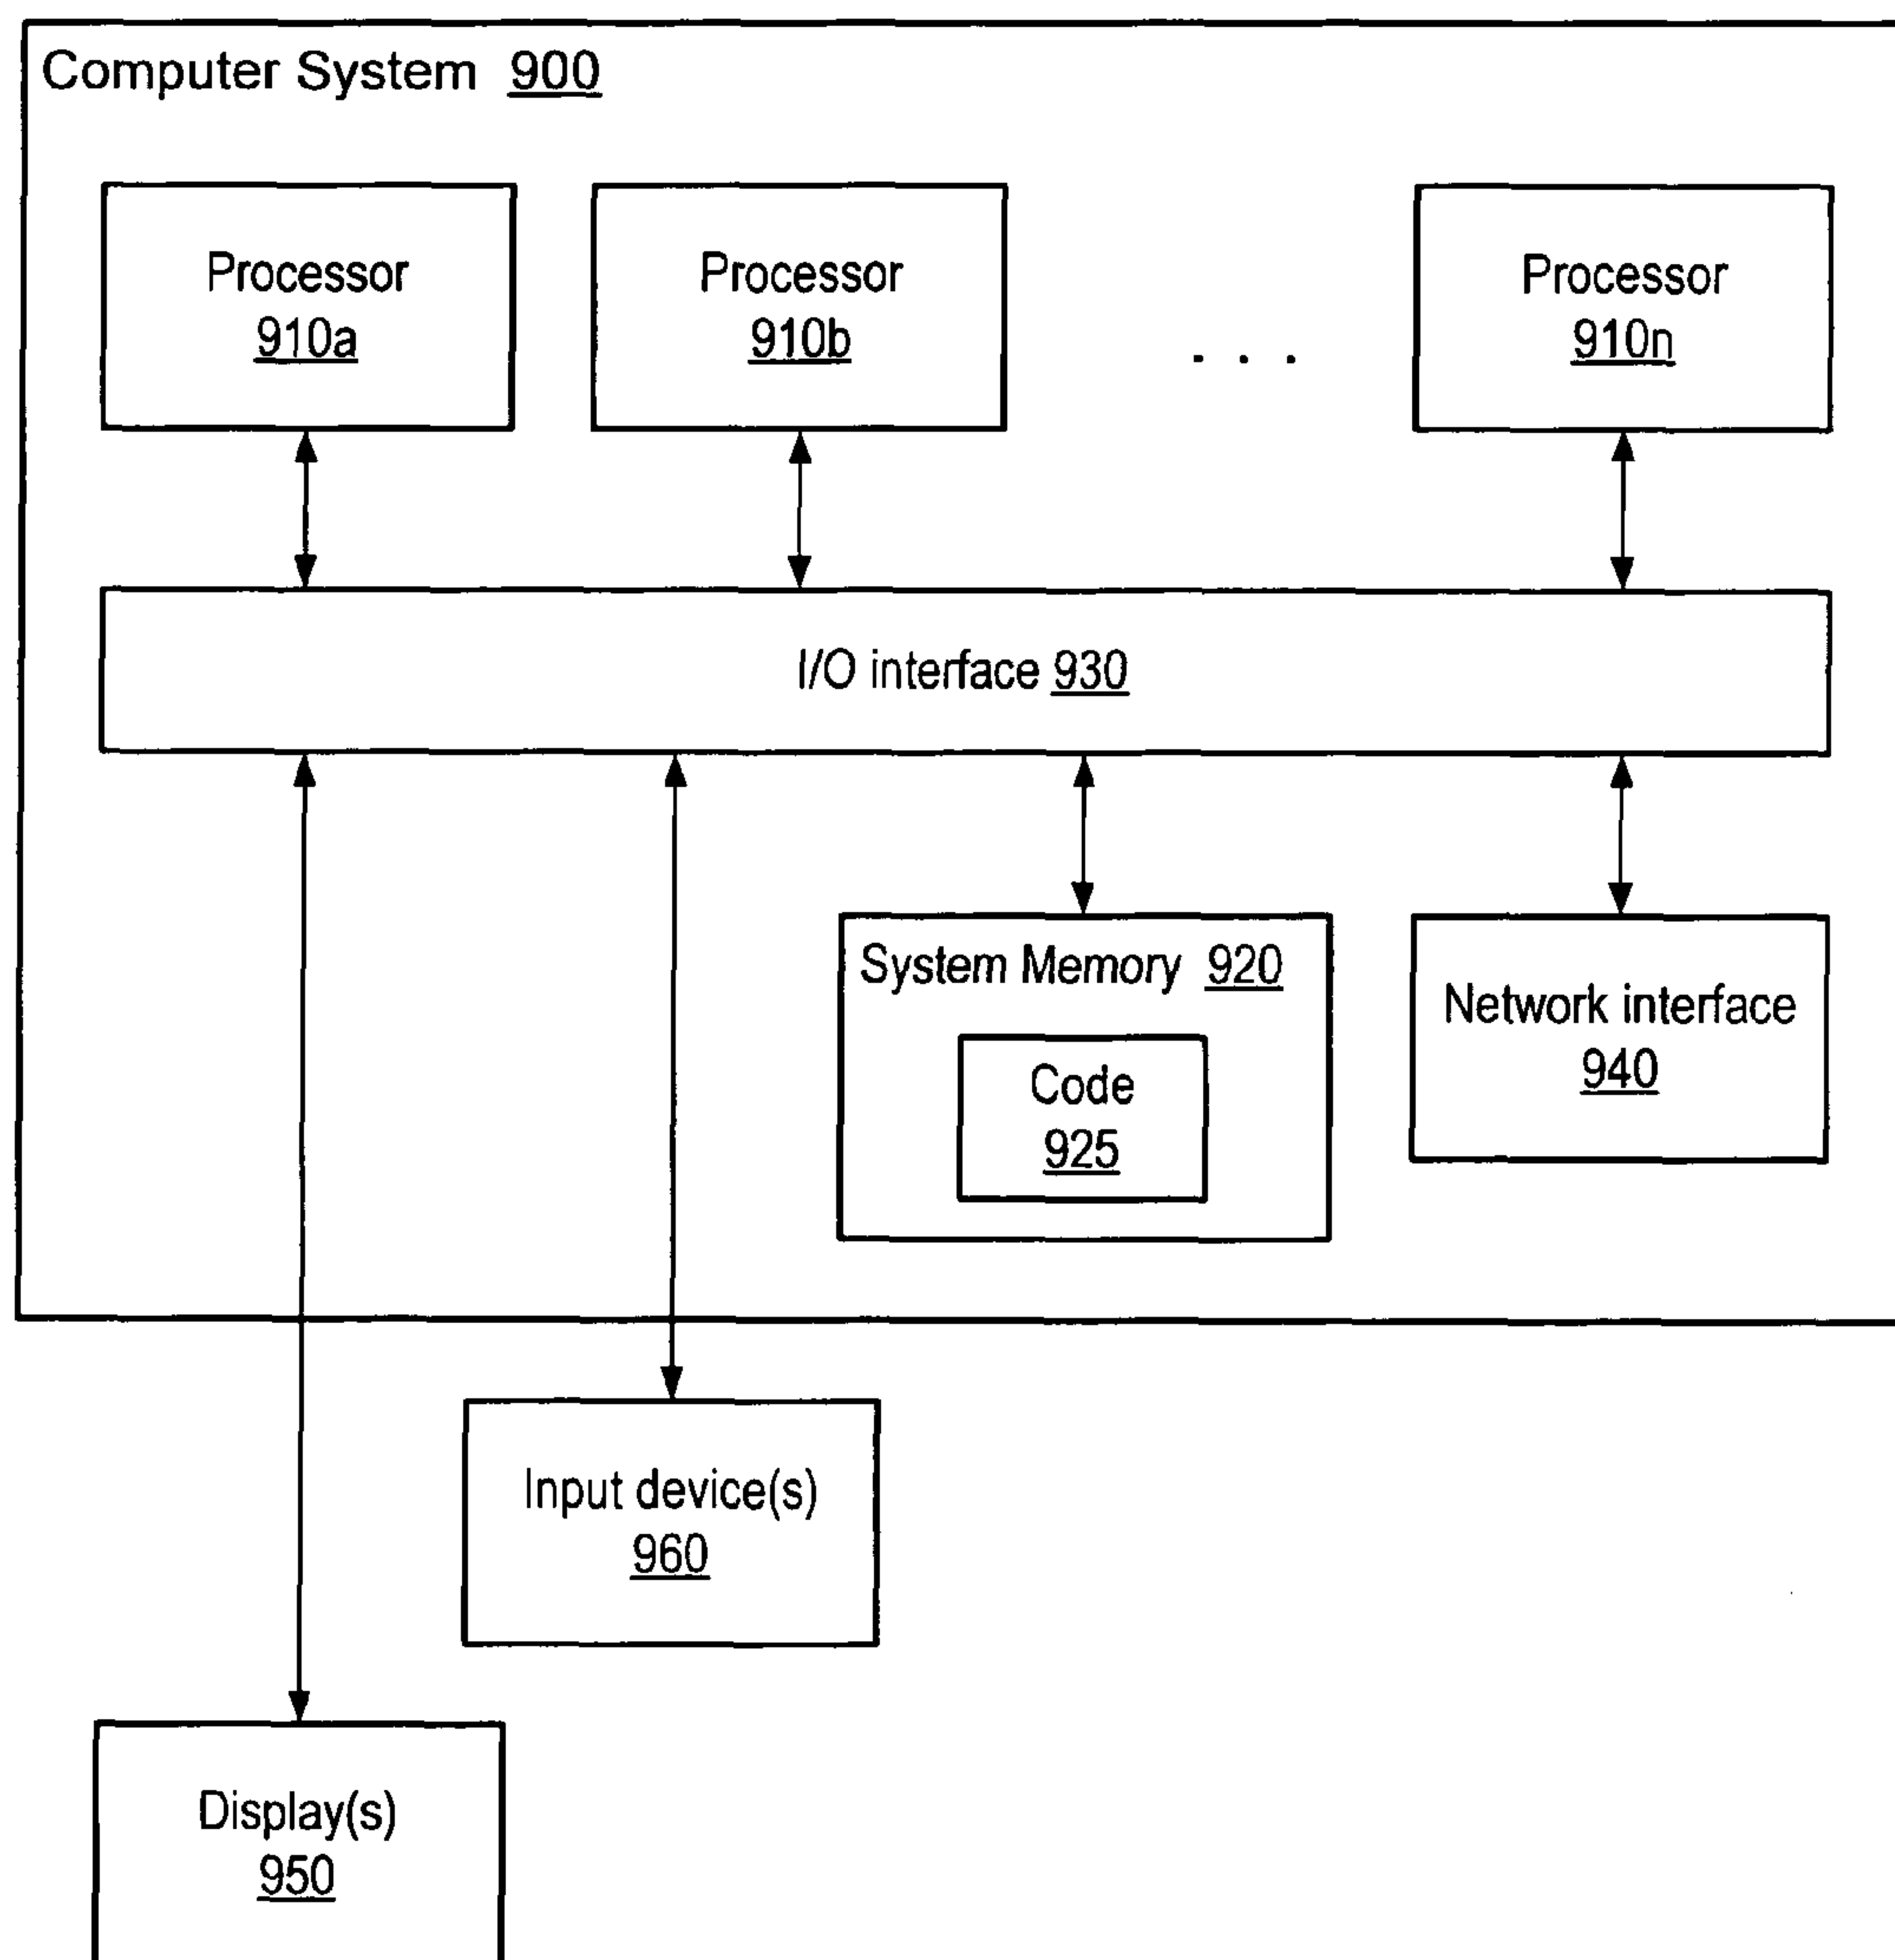 Computer System 900
Processor
910a
Processor
910b
. . .
Processor
910n
I/O interface 930
System Memory 920
Code
925
Network interface
940
Input device(s)
960
Display(s)
950